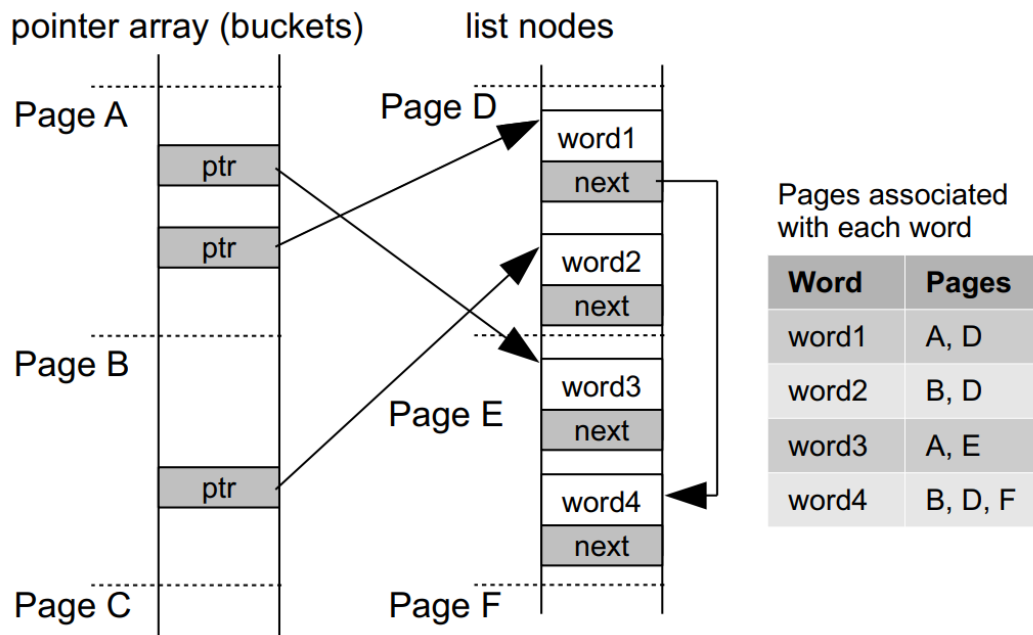 pointer array (buckets)
list nodes
Page A
ptr
ptr
Page B
ptr
Page C
Page D
word1
next
word2
next
Page E
word3
next
word4
next
Page F
Pages associated
with each word
Word Pages
word1 A, D
word2 B, D
word3 A, E
word4 B, D, F